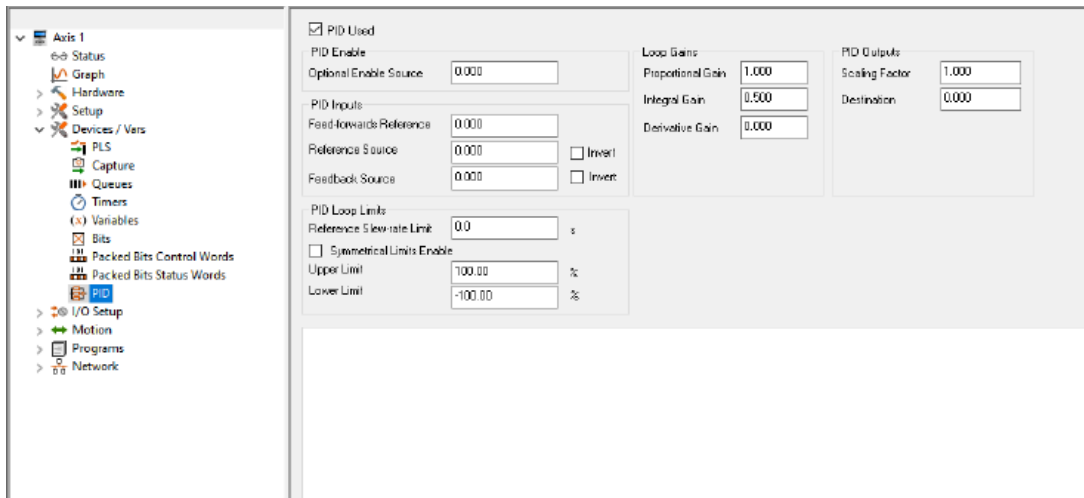 Axis 1
Status
Graph
Hardware
Setup
Devices / Vars
PLS
Capture
Queues
Timers
(x) Variables
Bits
Packed Bits Control Words
Packed Bits Status Words
PID
I/O Setup
Motion
Programs
Network
PID Used
PID Enable
Optional Enable Source 0.000
PID Inputs
Feed-forwards Reference 0.000
Reference Source 0.000 Invert
Feedback Source 0.000 Invert
PID Loop Limits
Reference Slew-rate Limit 0.0 s
Symmetrical Limits Enable
Upper Limit 100.00 %
Lower Limit -100.00 %
Loop Gains
Proportional Gain 1.000
Integral Gain 0.500
Derivative Gain 0.000
PID Outputs
Scaling Factor 1.000
Destination 0.000